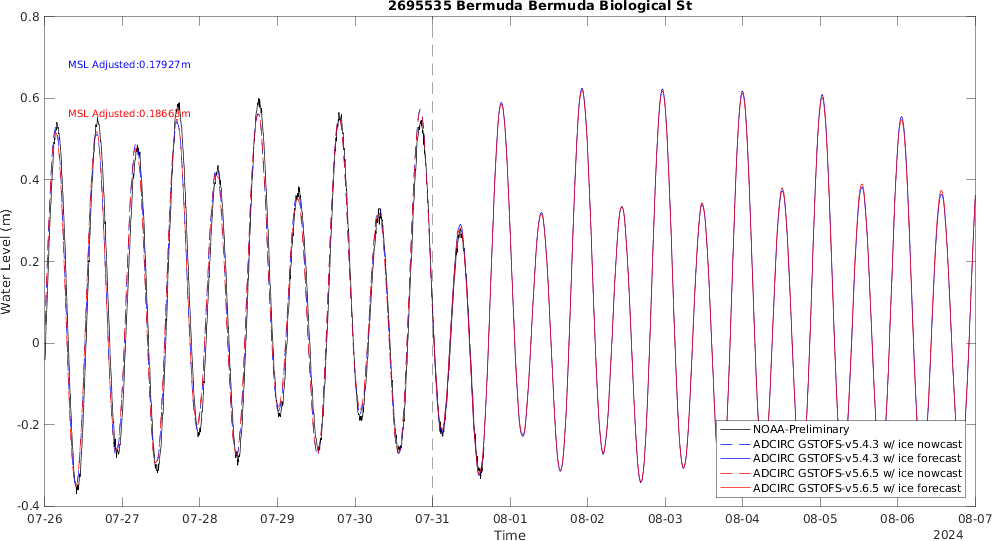 2695535 Bermuda Bermuda Biological St
0.8
MSL Adjusted:0.17927m
0.6
MSL Adjusted:0.18663m
0.4
0.2
0
-0.2
-0.4
Water Level (m)
NOAA-Preliminary
ADCIRC GSTOFS-v5.4.3 w/ ice nowcast
ADCIRC GSTOFS-v5.4.3 w/ ice forecast
ADCIRC GSTOFS-v5.6.5 w/ ice nowcast
ADCIRC GSTOFS-v5.6.5 w/ ice forecast
07-26 07-27 07-28 07-29 07-30 07-31 08-01 08-02 08-03 08-04 08-05 08-06 08-07
Time
2024